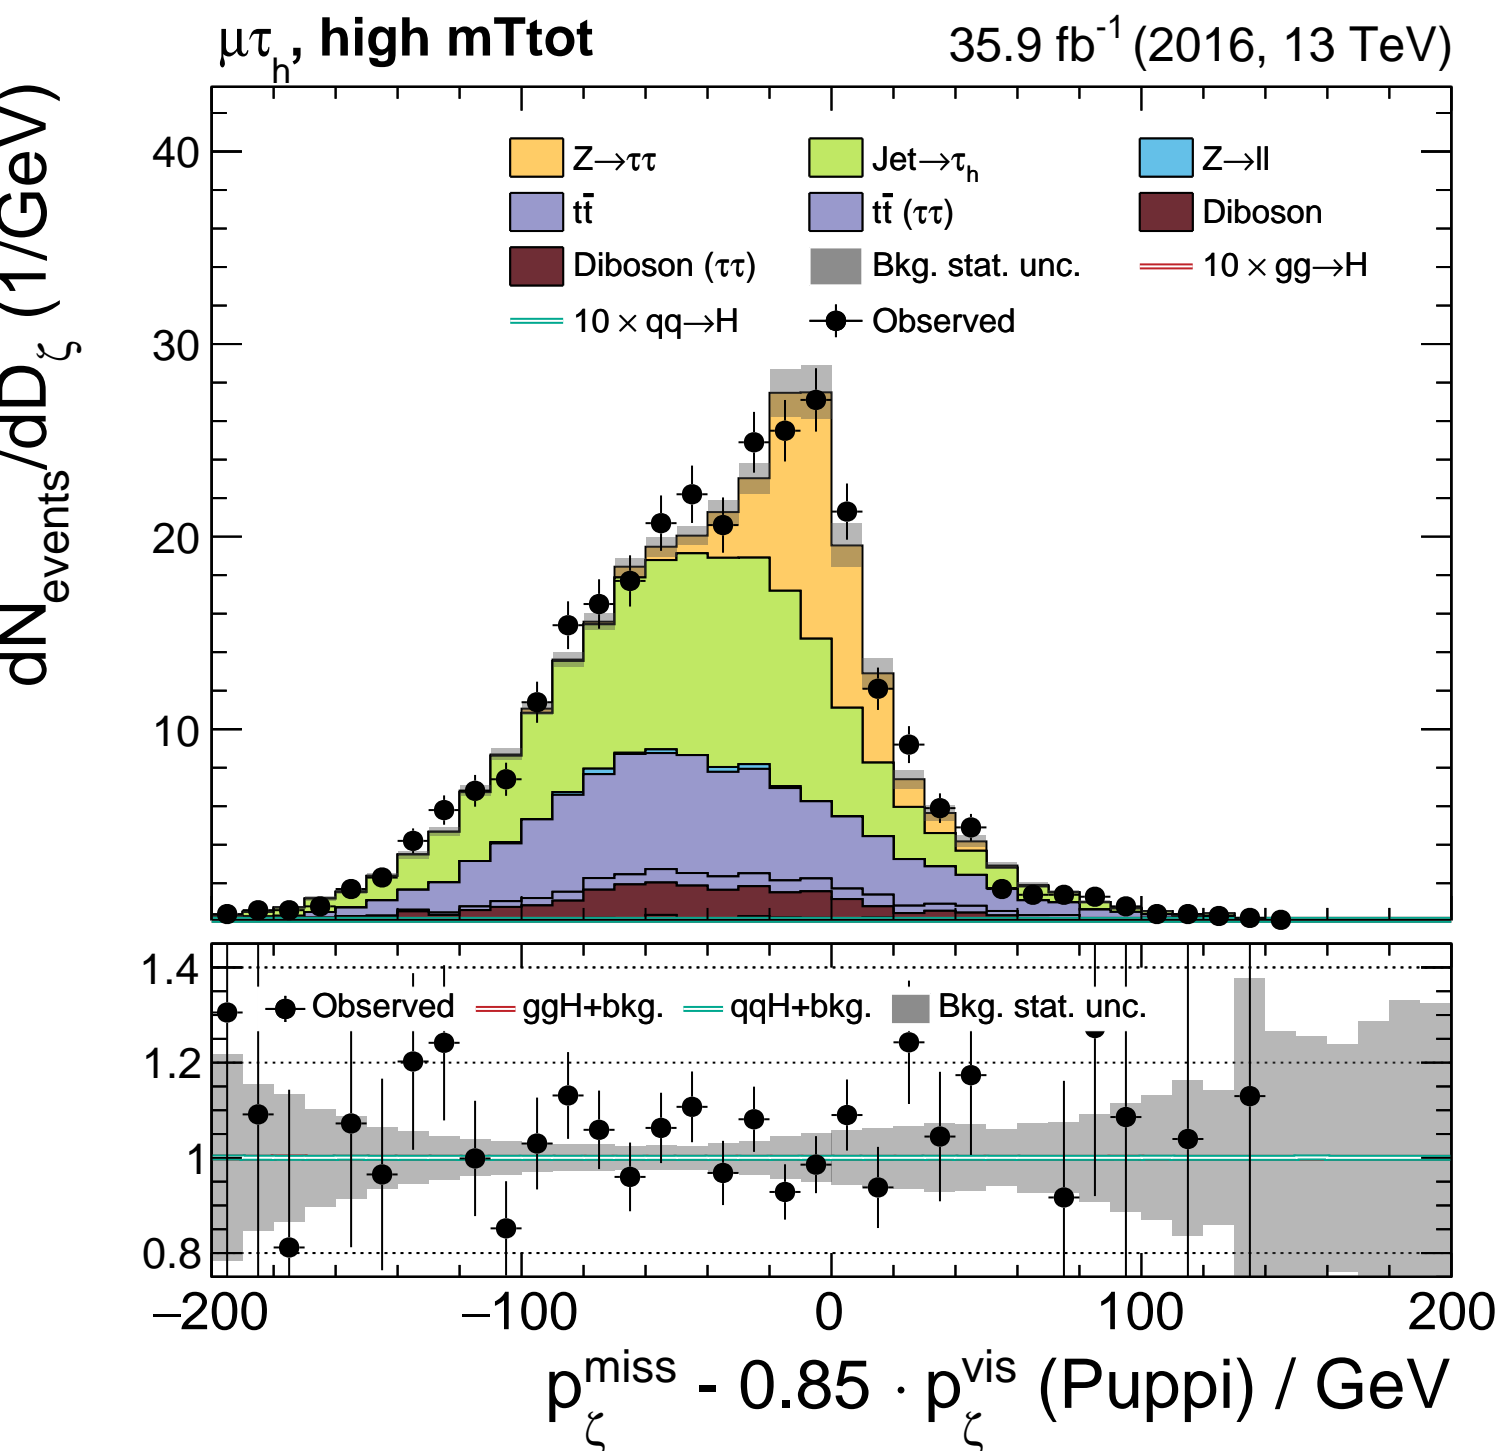 μτh, high mTtot
35.9 fb-1 (2016, 13 TeV)
dNevents/dDζ (1/GeV)
40
30
20
10
Z→ττ
Jet→τh
Z→ll
tt̄
tt̄ (ττ)
Diboson
Diboson (ττ)
Bkg. stat. unc.
10 × gg→H
10 × qq→H
Observed
1.4
1.2
1
0.8
Observed
ggH+bkg.
qqH+bkg.
Bkg. stat. unc.
−200
−100
0
100
200
pζmiss - 0.85 · pζvis (Puppi) / GeV